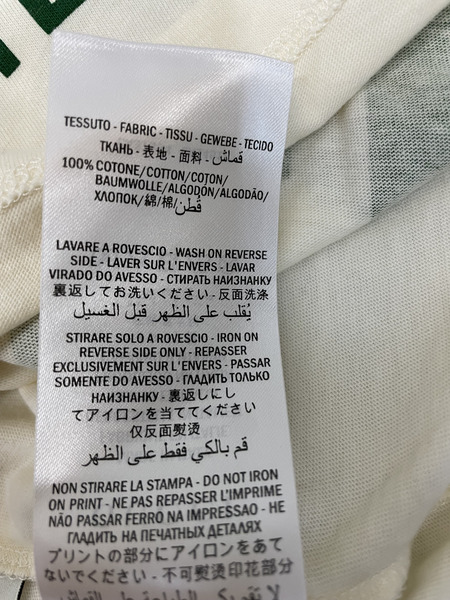 TESSUTO - FABRIC - TISSU - GEWEBE - TECIDO
ТКАНЬ - 表地 - 面料 - قماش
100% COTONE/COTTON/COTON/
BAUMWOLLE/ALGODÓN/ALGODÃO/
ХЛОПОК/綿/棉/قطن
LAVARE A ROVESCIO - WASH ON REVERSE
SIDE - LAVER SUR L'ENVERS - LAVAR
VIRADO DO AVESSO - СТИРАТЬ НАИЗНАНКУ
裏返してお洗いください - 反面洗涤
يُقلب على الظهر قبل الغسيل
STIRARE SOLO A ROVESCIO - IRON ON
REVERSE SIDE ONLY - REPASSER
EXCLUSIVEMENT SUR L'ENVERS - PASSAR
SOMENTE DO AVESSO - ГЛАДИТЬ ТОЛЬКО
НАИЗНАНКУ - 裏返しにし
てアイロンを当ててください
仅反面熨烫
قم بالكي فقط على الظهر
NON STIRARE LA STAMPA - DO NOT IRON
ON PRINT - NE PAS REPASSER L'IMPRIME
NÃO PASSAR FERRO NA IMPRESSAO - НЕ
ГЛАДИТЬ НА ПЕЧАТНЫХ ДЕТАЛЯХ
プリントの部分にアイロンをあて
ないでください - 不可熨烫印花部分